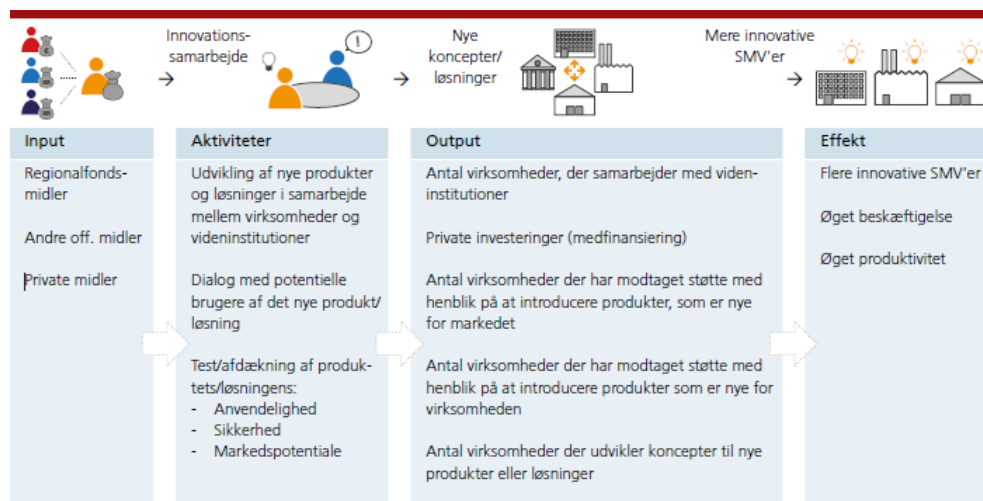 Innovations-
samarbejde
Nye
koncepter/
løsninger
Mere innovative
SMV'er
Input
Regionalfonds-
midler
Andre off. midler
Private midler
Aktiviteter
Udvikling af nye produkter
og løsninger i samarbejde
mellem virksomheder og
videninstitutioner
Dialog med potentielle
brugere af det nye produkt/
løsning
Test/afdækning af produk-
tets/løsningens:
- Anvendelighed
- Sikkerhed
- Markedspotentiale
Output
Antal virksomheder, der samarbejder med viden-
institutioner
Private investeringer (medfinansiering)
Antal virksomheder der har modtaget støtte med
henblik på at introducere produkter, som er nye
for markedet
Antal virksomheder der har modtaget støtte med
henblik på at introducere produkter som er nye for
virksomheden
Antal virksomheder der udvikler koncepter til nye
produkter eller løsninger
Effekt
Flere innovative SMV'er
Øget beskæftigelse
Øget produktivitet